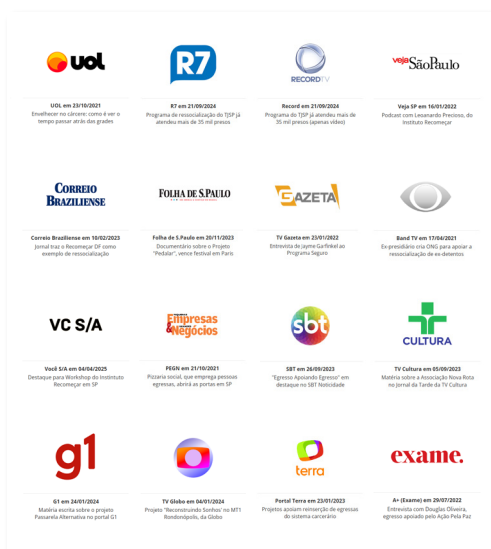 uol
R7
RECORDTV
veja SãoPaulo
UOL em 23/10/2021
R7 em 21/09/2024
Record em 21/09/2024
Veja SP em 16/01/2022
Envelhecer no cárcere: como é ver o
tempo passar atrás das grades
Programa de ressocialização do TJSP já
atendeu mais de 35 mil presos
Programa do TJSP já atendeu mais de
35 mil presos (apenas vídeo)
Podcast com Leonardo Precioso, do
Instituto Recomeçar
CORREIO
BRAZILIENSE
FOLHA DE S.PAULO
GAZETA
Correio Braziliense em 10/02/2023
Folha de S.Paulo em 20/11/2023
TV Gazeta em 23/01/2022
Band TV em 17/04/2021
Jornal traz o Recomeçar DF como
exemplo de ressocialização
Documentário sobre o Projeto
"Pedalar", vence festival em Paris
Entrevista de Jayme Garfinkel ao
Programa Seguro
Ex-presidiário cria ONG para apoiar a
ressocialização de ex-detentos
VC S/A
Empresas
&Negócios
sbt
CULTURA
Você S/A em 04/04/2025
PEGN em 21/10/2021
SBT em 26/09/2023
TV Cultura em 05/09/2023
Destaque para Workshop do Instintuto
Recomeçar em SP
Pizzaria social, que emprega pessoas
egressas, abrirá as portas em SP
"Egresso Apoiando Egresso" em
destaque no SBT Noticidade
Matéria sobre a Associação Nova Rota
no Jornal da Tarde da TV Cultura
g1
terra
exame.
G1 em 24/01/2024
TV Globo em 04/01/2024
Portal Terra em 23/01/2023
A+ (Exame) em 29/07/2022
Matéria escrita sobre o projeto
Passarela Alternativa no portal G1
Projeto 'Reconstruindo Sonhos' no MT1
Rondonópolis, da Globo
Projetos apoiam reinserção de egressos
do sistema carcerário
Entrevista com Douglas Oliveira,
egresso apoiado pelo Ação Pela Paz